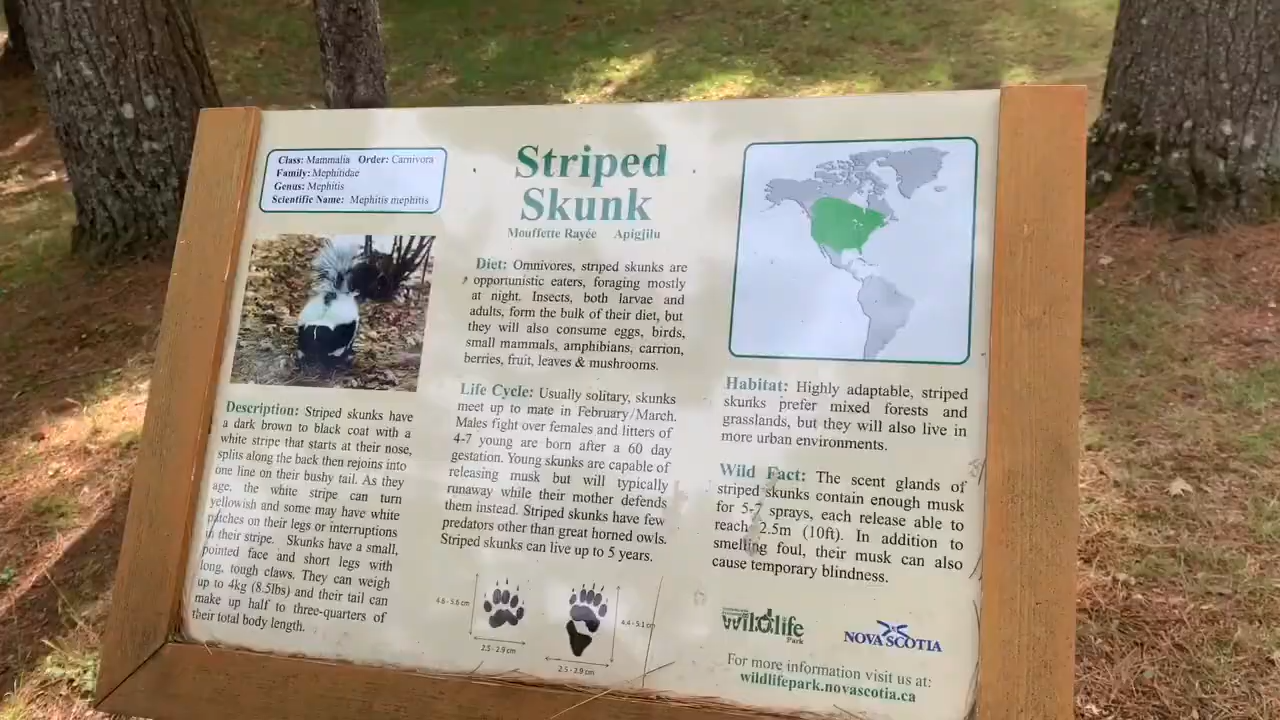 Class: Mammalia Order: Carnivora
Family: Mephitidae
Genus: Mephitis
Scientific Name: Mephitis mephitis
Description: Striped skunks have
a dark brown to black coat with a
white stripe that starts at their nose,
splits along the back then rejoins into
one line on their bushy tail. As they
age, the white stripe can turn
yellowish and some may have white
patches on their legs or interruptions
in their stripe. Skunks have a small,
pointed face and short legs with
long, tough claws. They can weigh
up to 4kg (8.5lbs) and their tail can
make up half to three-quarters of
their total body length.
Striped
Skunk
Mouffette Rayée Apigjilu
Diet: Omnivores, striped skunks are
opportunistic eaters, foraging mostly
at night. Insects, both larvae and
adults, form the bulk of their diet, but
they will also consume eggs, birds,
small mammals, amphibians, carrion,
berries, fruit, leaves & mushrooms.
Life Cycle: Usually solitary, skunks
meet up to mate in February/March.
Males fight over females and litters of
4-7 young are born after a 60 day
gestation. Young skunks are capable of
releasing musk but will typically
runaway while their mother defends
them instead. Striped skunks have few
predators other than great horned owls.
Striped skunks can live up to 5 years.
4.6 - 5.6 cm
2.5 - 2.9 cm
4.4 - 5.1 cm
2.5 - 2.9 cm
Habitat: Highly adaptable, striped
skunks prefer mixed forests and
grasslands, but they will also live in
more urban environments.
Wild Fact: The scent glands of
striped skunks contain enough musk
for 5-7 sprays, each release able to
reach 2.5m (10ft). In addition to
smelling foul, their musk can also
cause temporary blindness.
wildlife
Park
NOVA SCOTIA
For more information visit us at:
wildlifepark.novascotia.ca